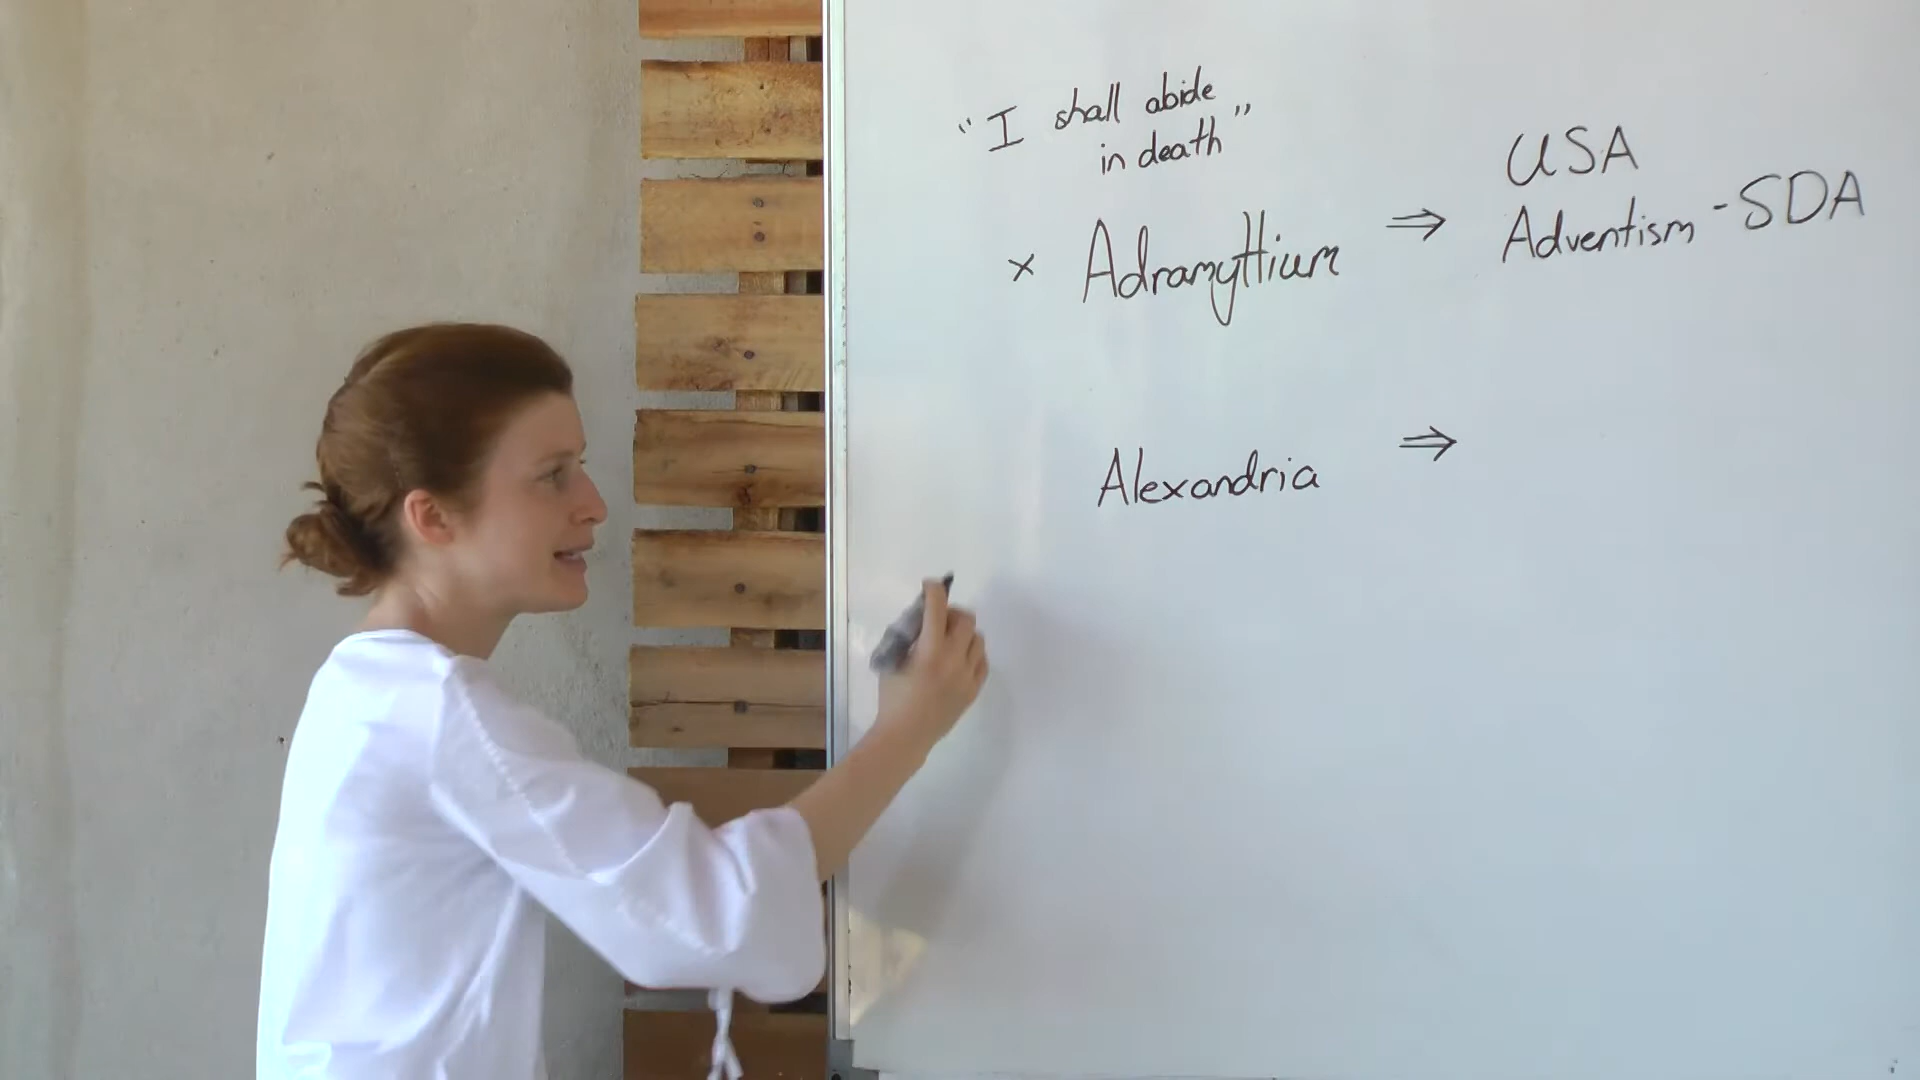 "I shall abide
in death"
USA
x Adramyttium ⇒ Adventism - SDA
Alexandria ⇒